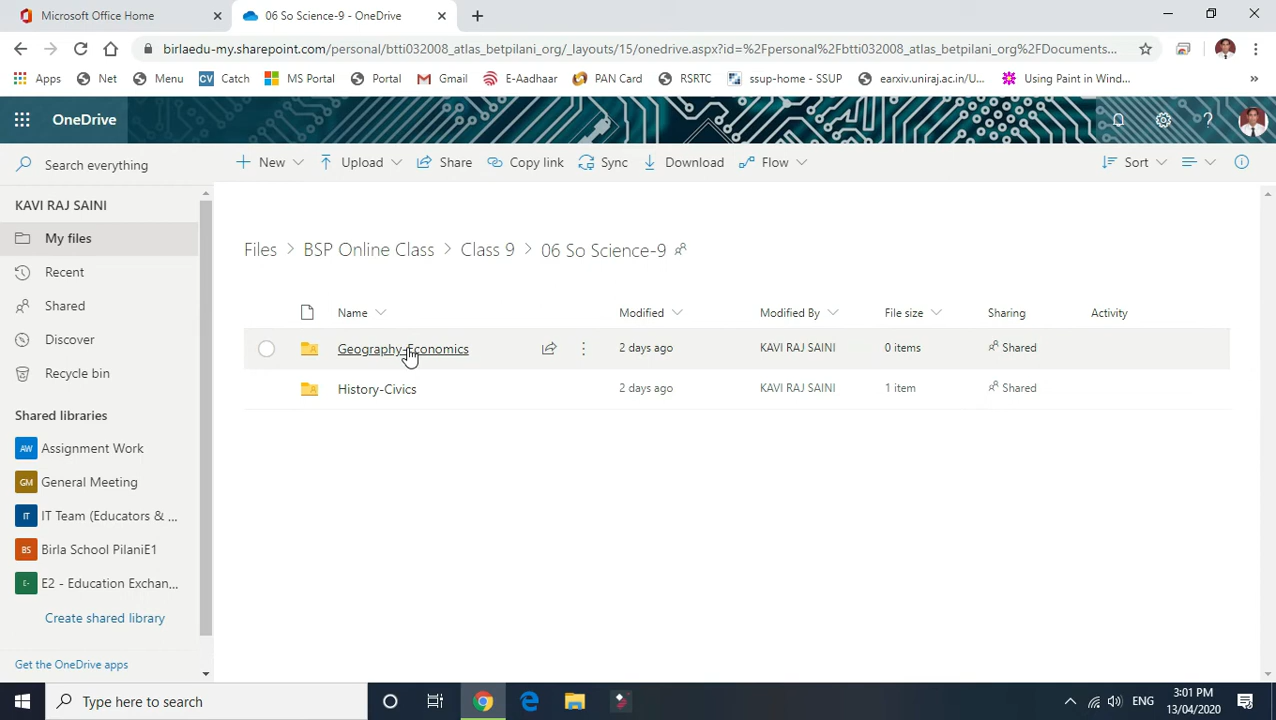 Microsoft Office Home
06 So Science-9 - OneDrive
birlaedu-my.sharepoint.com/personal/btti032008_atlas_betpilani_org/_layouts/15/onedrive.aspx?id=%2Fpersonal%2Fbtti032008_atlas_betpilani_org%2FDocuments...
Apps
Net
Menu
CV Catch
MS Portal
Portal
Gmail
E-Aadhaar
PAN Card
RSRTC
ssup-home - SSUP
earxiv.uniraj.ac.in/U...
Using Paint in Wind...
»
OneDrive
Search everything
New
Upload
Share
Copy link
Sync
Download
Flow
Sort
KAVI RAJ SAINI
My files
Recent
Shared
Discover
Recycle bin
Shared libraries
AW Assignment Work
GM General Meeting
IT IT Team (Educators & ...
BS Birla School PilaniE1
E- E2 - Education Exchan...
Create shared library
Get the OneDrive apps
Files > BSP Online Class > Class 9 > 06 So Science-9
Name Modified Modified By File size Sharing Activity
Geography-Economics 2 days ago KAVI RAJ SAINI 0 items Shared
History-Civics 2 days ago KAVI RAJ SAINI 1 item Shared
Type here to search
ENG
3:01 PM
13/04/2020